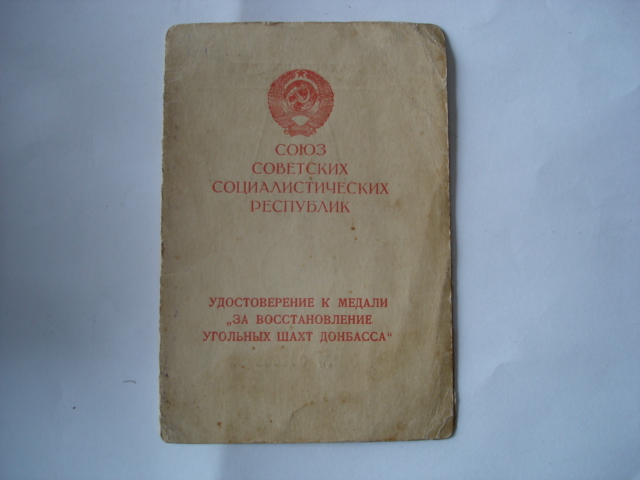 СОЮЗ
СОВЕТСКИХ
СОЦИАЛИСТИЧЕСКИХ
РЕСПУБЛИК
УДОСТОВЕРЕНИЕ К МЕДАЛИ
„ЗА ВОССТАНОВЛЕНИЕ
УГОЛЬНЫХ ШАХТ ДОНБАССА“